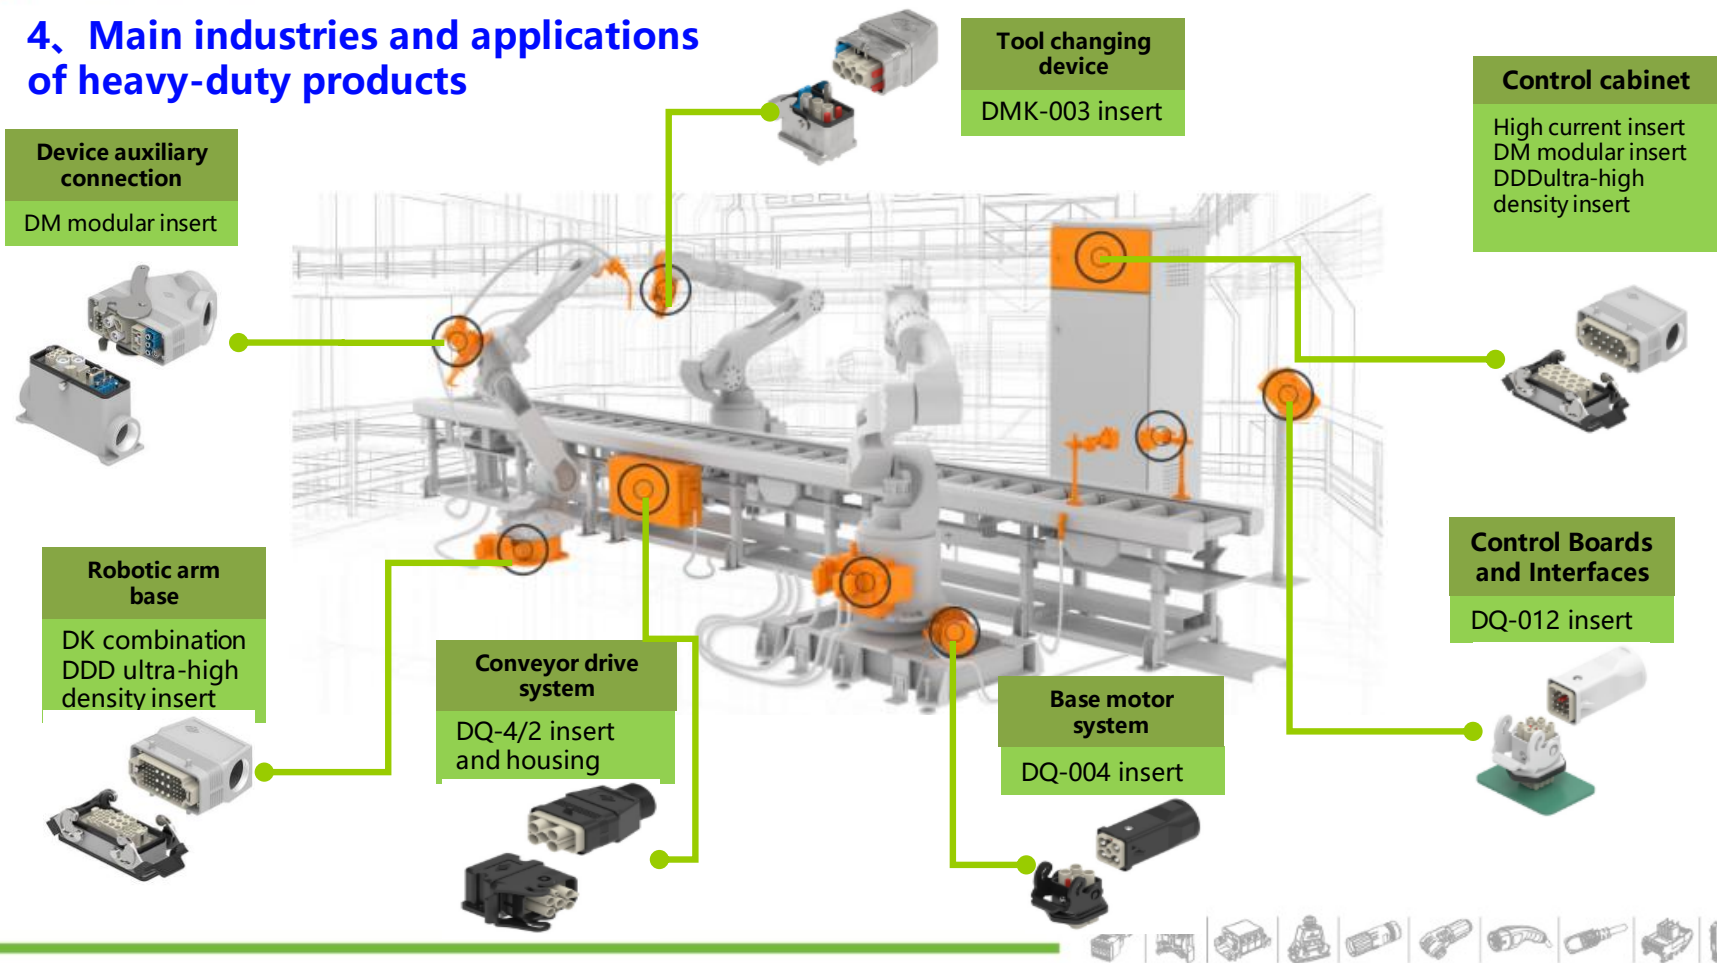 4、Main industries and applications
of heavy-duty products
Tool changing
device
DMK-003 insert
Control cabinet
High current insert
DM modular insert
DDDultra-high
density insert
Device auxiliary
connection
DM modular insert
Robotic arm
base
DK combination
DDD ultra-high
density insert
Conveyor drive
system
DQ-4/2 insert
and housing
Base motor
system
DQ-004 insert
Control Boards
and Interfaces
DQ-012 insert